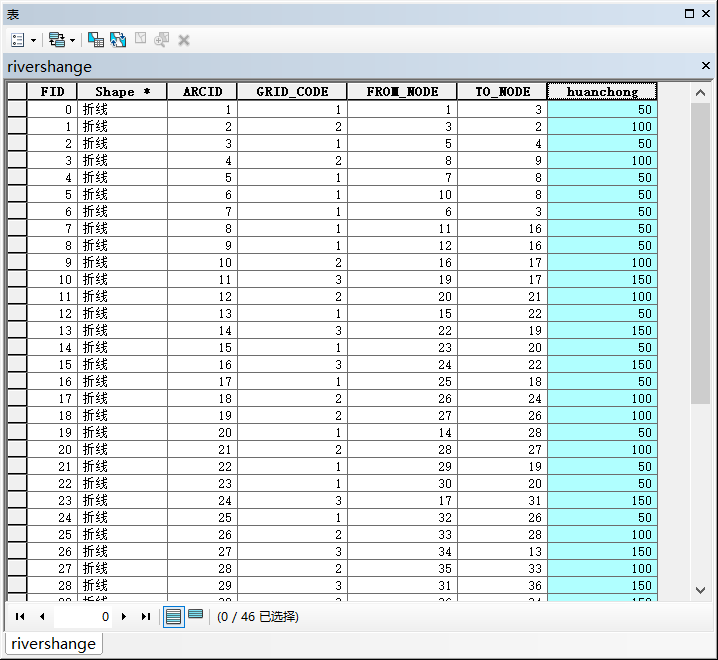 表
rivershange
FID Shape * ARCID GRID_CODE FROM_NODE TO_NODE huanchong
0 折线 1 1 1 3 50
1 折线 2 2 3 2 100
2 折线 3 1 5 4 50
3 折线 4 2 8 9 100
4 折线 5 1 7 8 50
5 折线 6 1 10 8 50
6 折线 7 1 6 3 50
7 折线 8 1 11 16 50
8 折线 9 1 12 16 50
9 折线 10 2 16 17 100
10 折线 11 3 19 17 150
11 折线 12 2 20 21 100
12 折线 13 1 15 22 50
13 折线 14 3 22 19 150
14 折线 15 1 23 20 50
15 折线 16 3 24 22 150
16 折线 17 1 25 18 50
17 折线 18 2 26 24 100
18 折线 19 2 27 26 100
19 折线 20 1 14 28 50
20 折线 21 2 28 27 100
21 折线 22 1 29 19 50
22 折线 23 1 30 20 50
23 折线 24 3 17 31 150
24 折线 25 1 32 26 50
25 折线 26 2 33 28 100
26 折线 27 3 34 13 150
27 折线 28 2 35 33 100
28 折线 29 3 31 36 150
0 (0 / 46 已选择)
rivershange